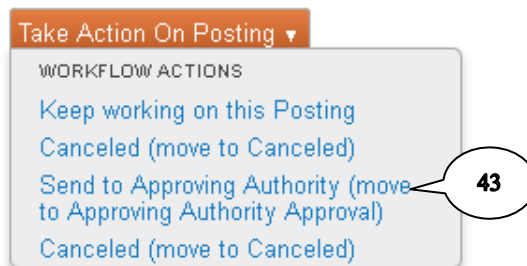 Take Action On Posting ▼
WORKFLOW ACTIONS
Keep working on this Posting
Canceled (move to Canceled)
Send to Approving Authority (move
to Approving Authority Approval)
43
Canceled (move to Canceled)